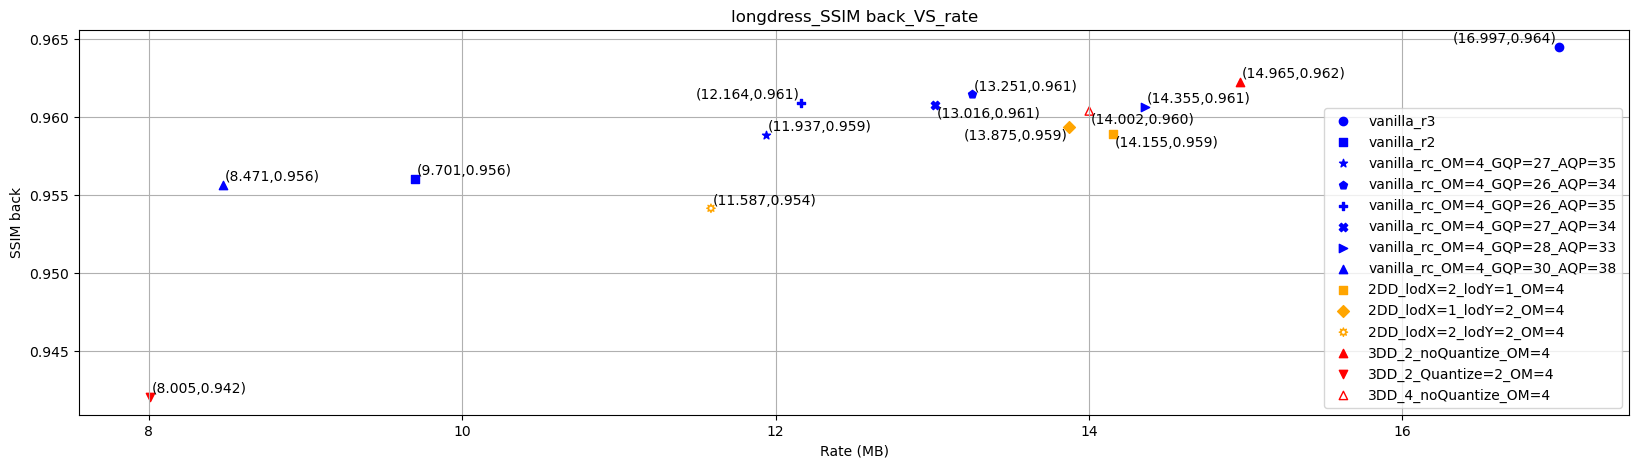 longdress_SSIM back_VS_rate
0.965
0.960
0.955
0.950
0.945
SSIM back
(16.997,0.964)
(14.965,0.962)
(13.251,0.961)
(12.164,0.961)
(14.355,0.961)
(13.016,0.961)
(14.002,0.960)
(11.937,0.959)
(13.875,0.959)
(14.155,0.959)
(9.701,0.956)
(8.471,0.956)
(11.587,0.954)
(8.005,0.942)
vanilla_r3
vanilla_r2
vanilla_rc_OM=4_GQP=27_AQP=35
vanilla_rc_OM=4_GQP=26_AQP=34
vanilla_rc_OM=4_GQP=26_AQP=35
vanilla_rc_OM=4_GQP=27_AQP=34
vanilla_rc_OM=4_GQP=28_AQP=33
vanilla_rc_OM=4_GQP=30_AQP=38
2DD_lodX=2_lodY=1_OM=4
2DD_lodX=1_lodY=2_OM=4
2DD_lodX=2_lodY=2_OM=4
3DD_2_noQuantize_OM=4
3DD_2_Quantize=2_OM=4
3DD_4_noQuantize_OM=4
8 10 12 14 16
Rate (MB)